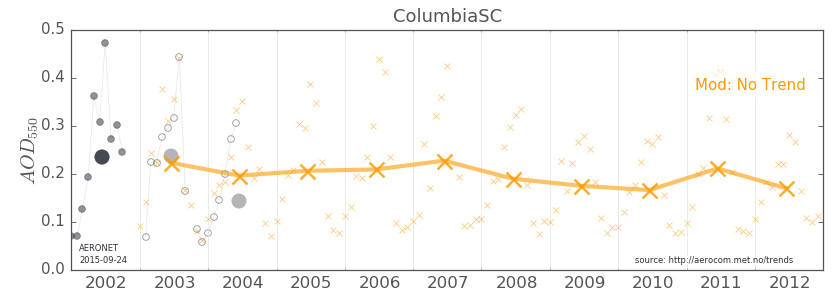 ColumbiaSC
0.5
0.4
0.3
0.2
0.1
0.0
AOD550
Mod: No Trend
AERONET
2015-09-24
source: http://aerocom.met.no/trends
2002 2003 2004 2005 2006 2007 2008 2009 2010 2011 2012